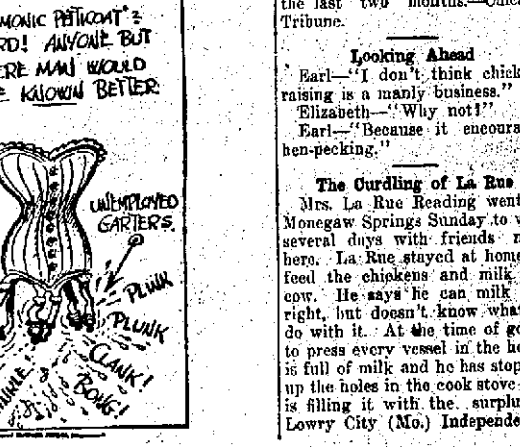 MONIC PETTICOAT"?
RD! ANYONE BUT
ERE MAN WOULD
E KNOWN BETTER.
UNEMPLOYED
GARTERS.
PLUNK
PLUNK
CLANK!
BONG!
the last two months.—
Tribune.
Looking Ahead
Earl—"I don't think chick
raising is a manly business."
Elizabeth—"Why not?"
Earl—"Because it encoura
hen-pecking."
The Curdling of La Rue
Mrs. La Rue Reading went
Monegaw Springs Sunday to v
several days with friends
here. La Rue stayed at home
feed the chickens and milk
cow. He says he can milk
right, but doesn't know what
do with it. At the time of go
to press every vessel in the ho
is full of milk and he has stop
up the holes in the cook stove
is filling it with the surplu
Lowry City (Mo.) Independe